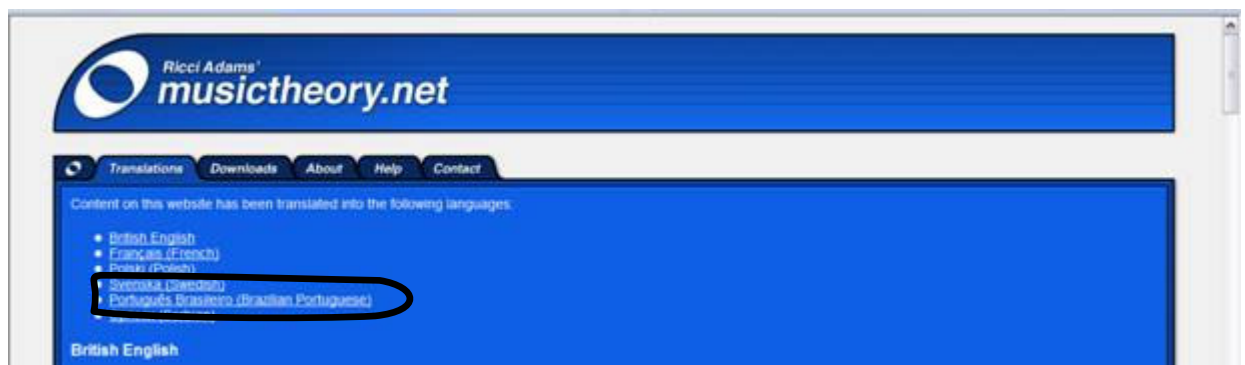 Ricci Adams'
musictheory.net
Translations Downloads About Help Contact
Content on this website has been translated into the following languages:
British English
Français (French)
Polski (Polish)
Svenska (Swedish)
Português Brasileiro (Brazilian Portuguese)
British English